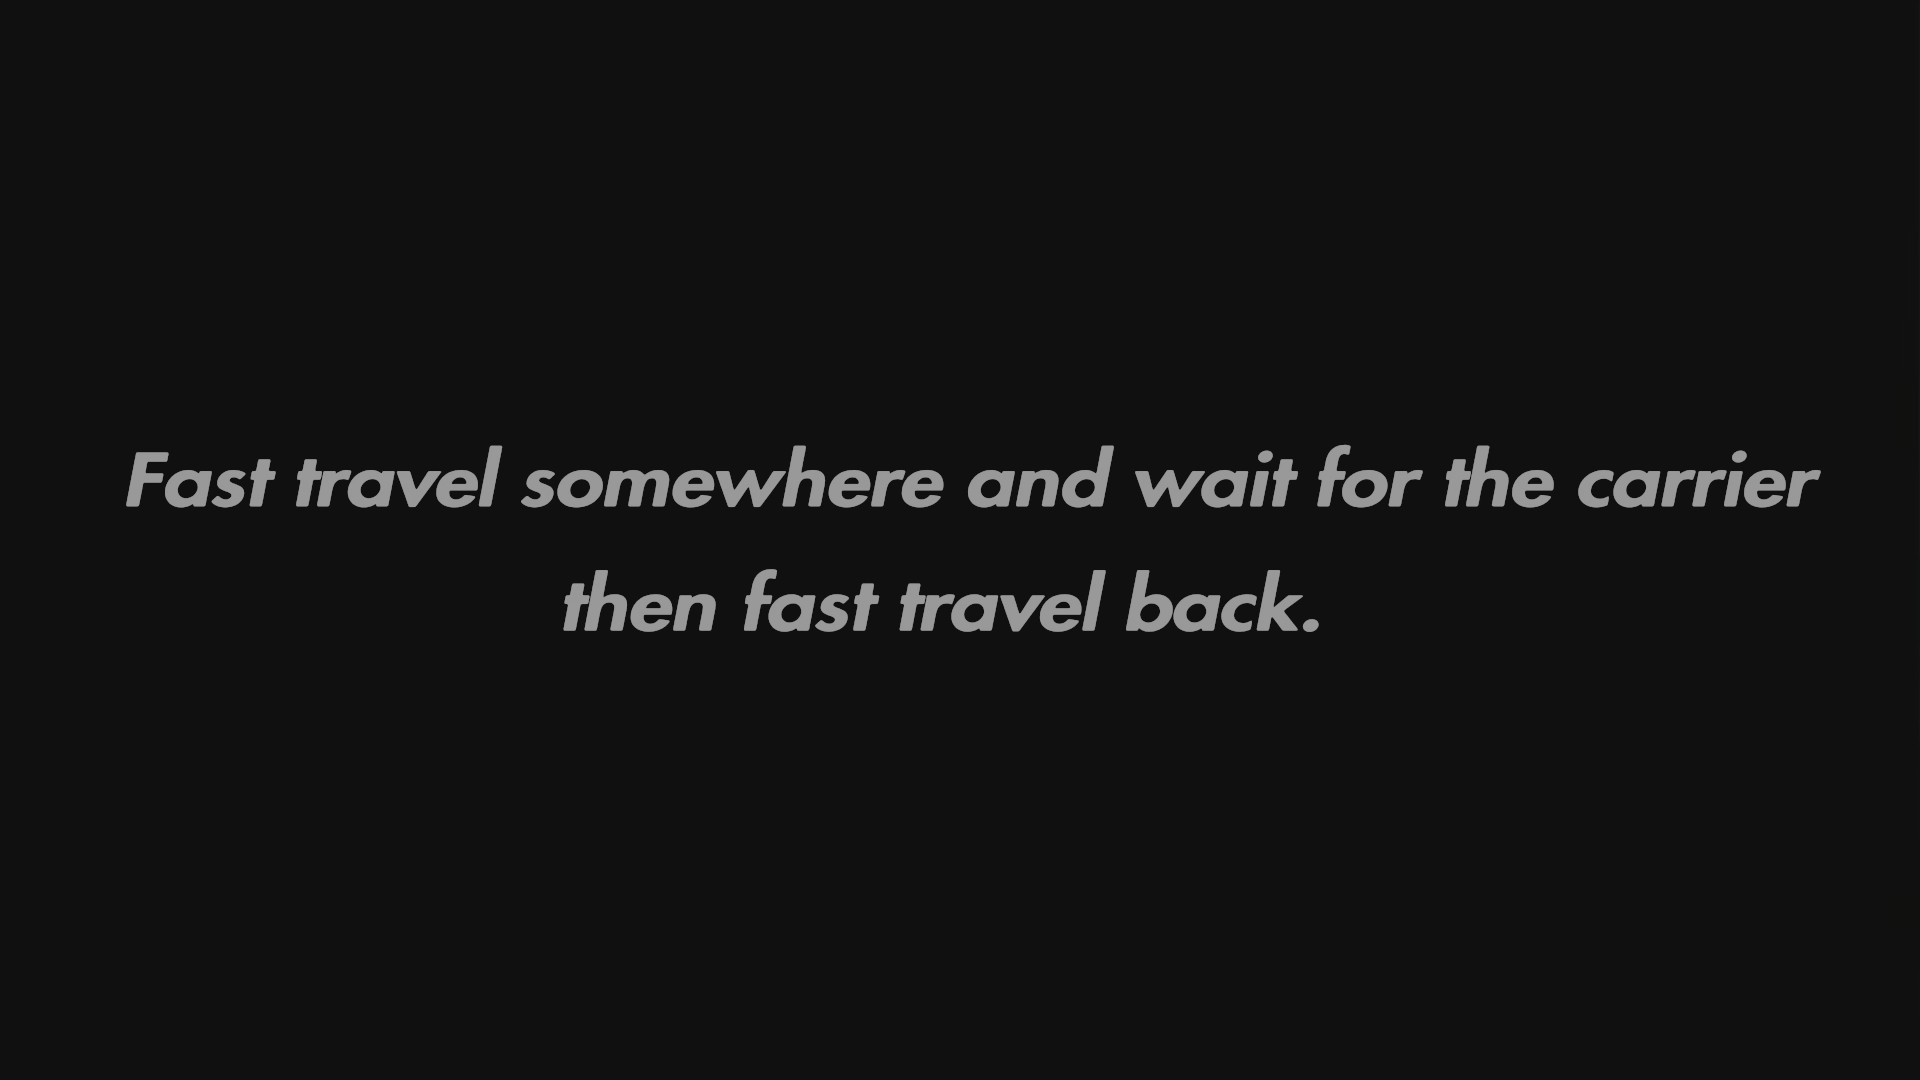 Fast travel somewhere and wait for the carrier
then fast travel back.